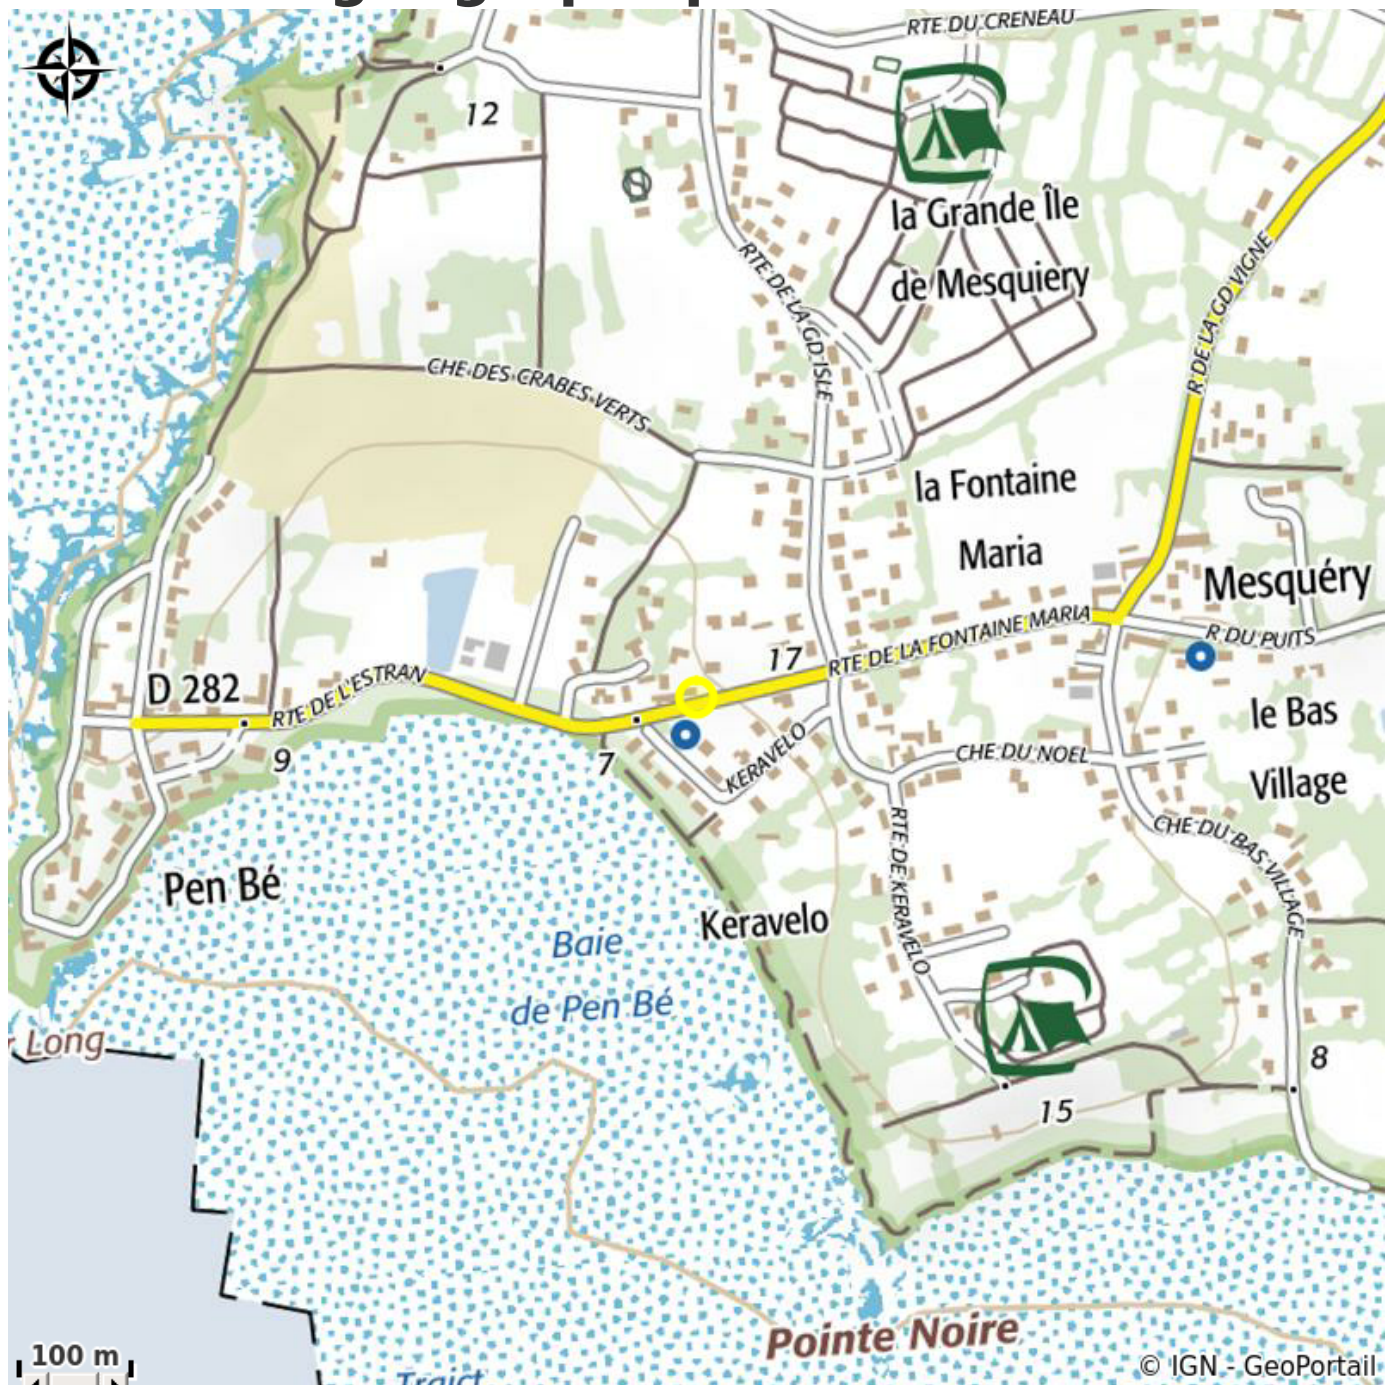 RTE DU CRENEAU
12
la Grande Île
de Mesquiery
RTE DE LA GD ISLE
R DE LA GD VIGNE
CHE DES CRABES VERTS
la Fontaine
Maria
Mesquéry
R DU PUITS
17
RTE DE LA FONTAINE MARIA
D 282
RTE DE L'ESTRAN
9
7
KERAVELO
CHE DU NOEL
le Bas
Village
CHE DU BAS VILLAGE
RTE DE KERAVELO
Pen Bé
Keravelo
Baie
de Pen Bé
Long
8
15
Pointe Noire
100 m
Traict
© IGN - GeoPortail